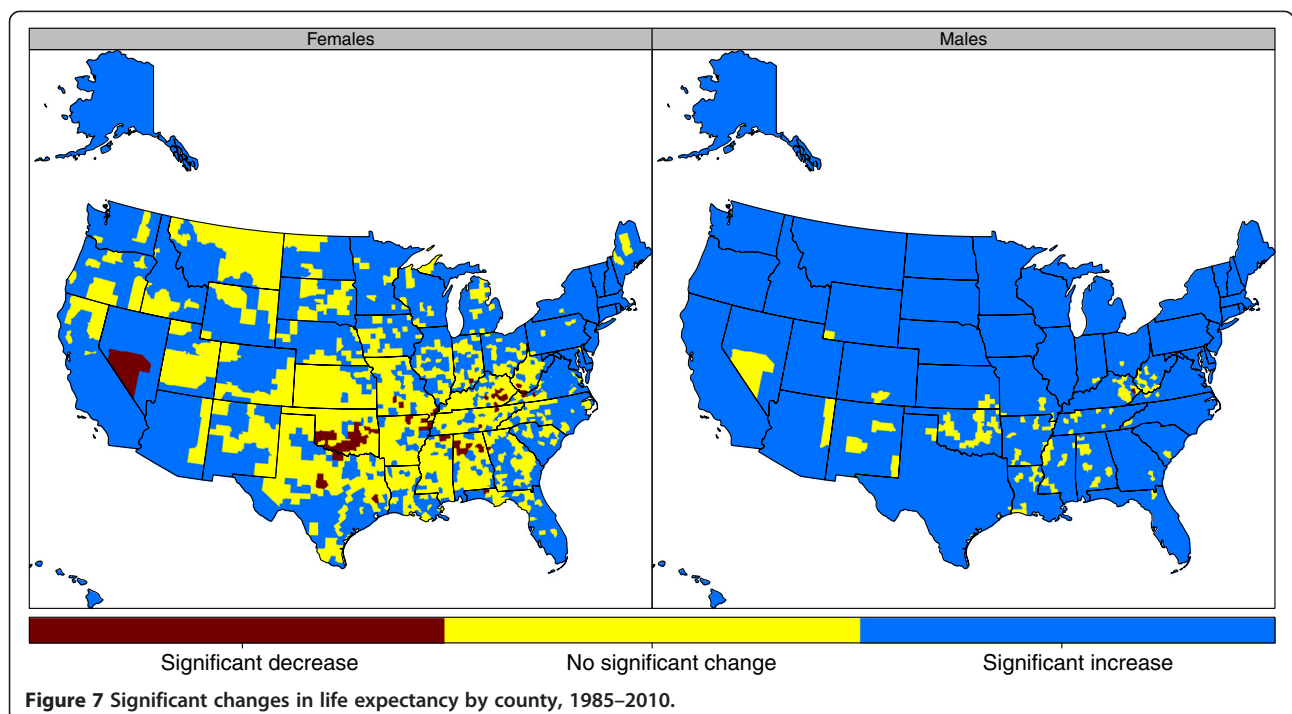 Females
Males
Significant decrease
No significant change
Significant increase
Figure 7 Significant changes in life expectancy by county, 1985–2010.